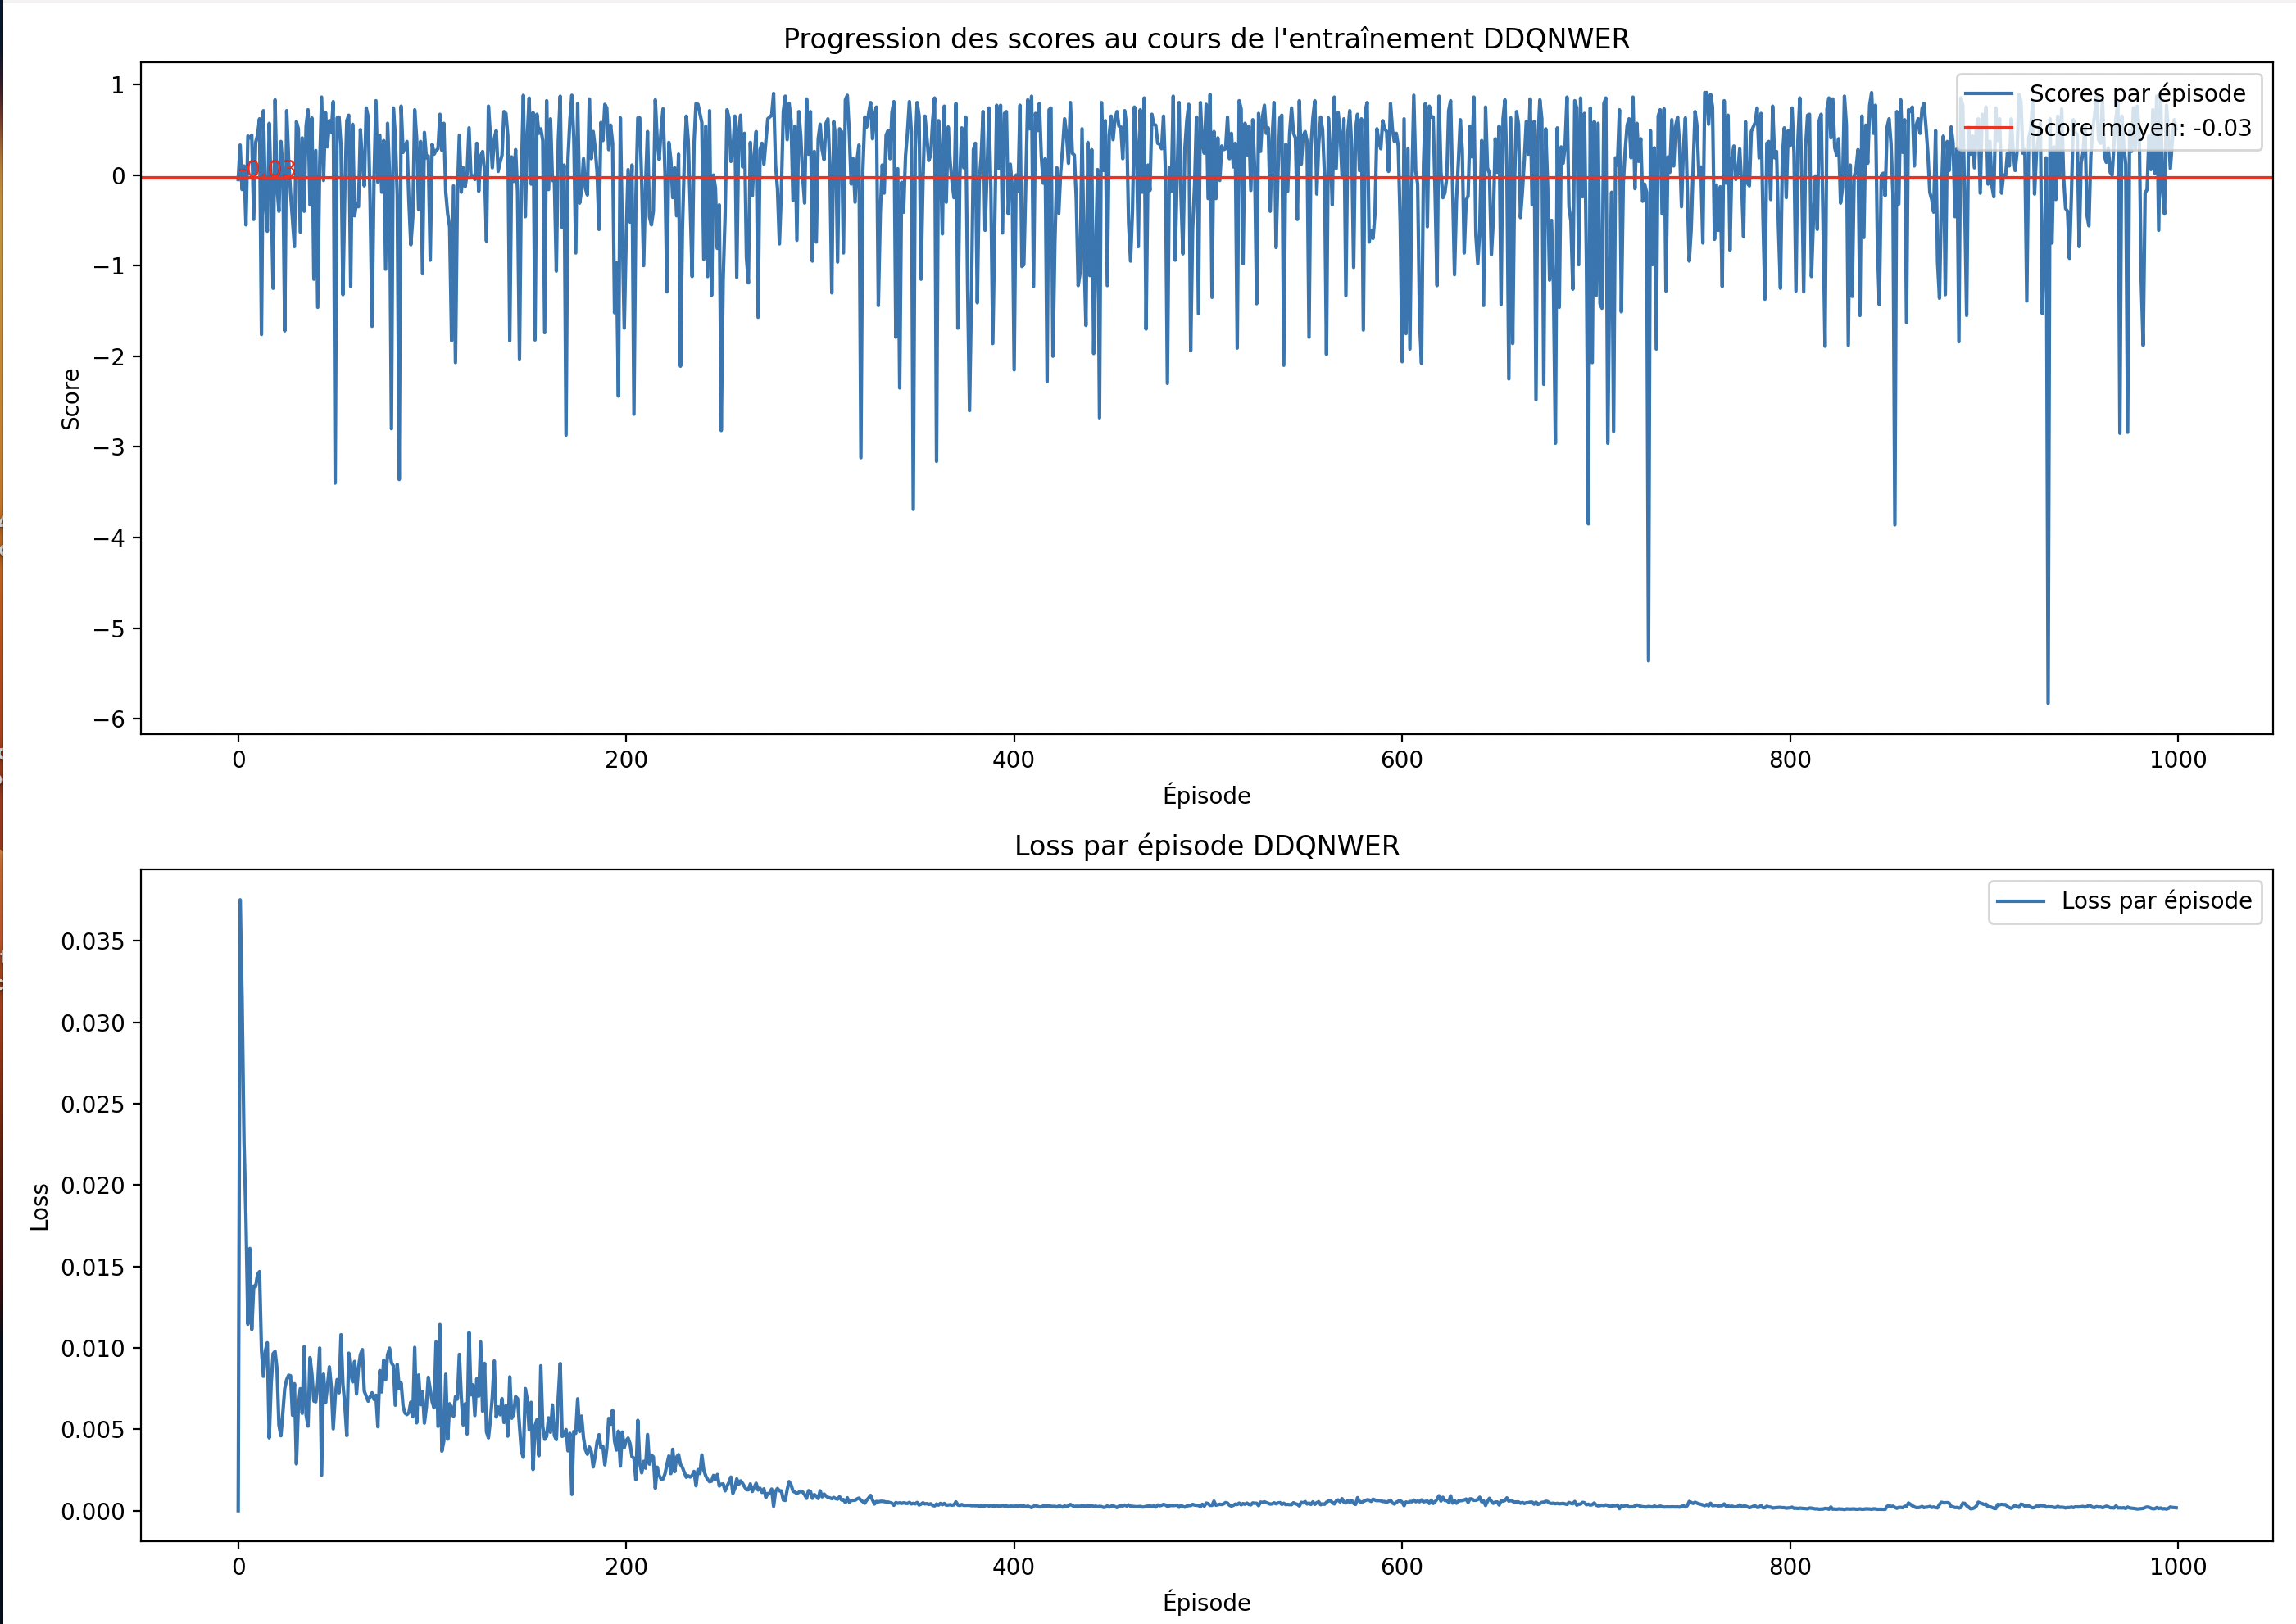 Progression des scores au cours de l'entraînement DDQNWER
Scores par épisode
Score moyen: -0.03
-0.03
1
0
−1
−2
−3
−4
−5
−6
Score
0 200 400 600 800 1000
Épisode
Loss par épisode DDQNWER
Loss par épisode
0.035
0.030
0.025
0.020
0.015
0.010
0.005
0.000
Loss
0 200 400 600 800 1000
Épisode